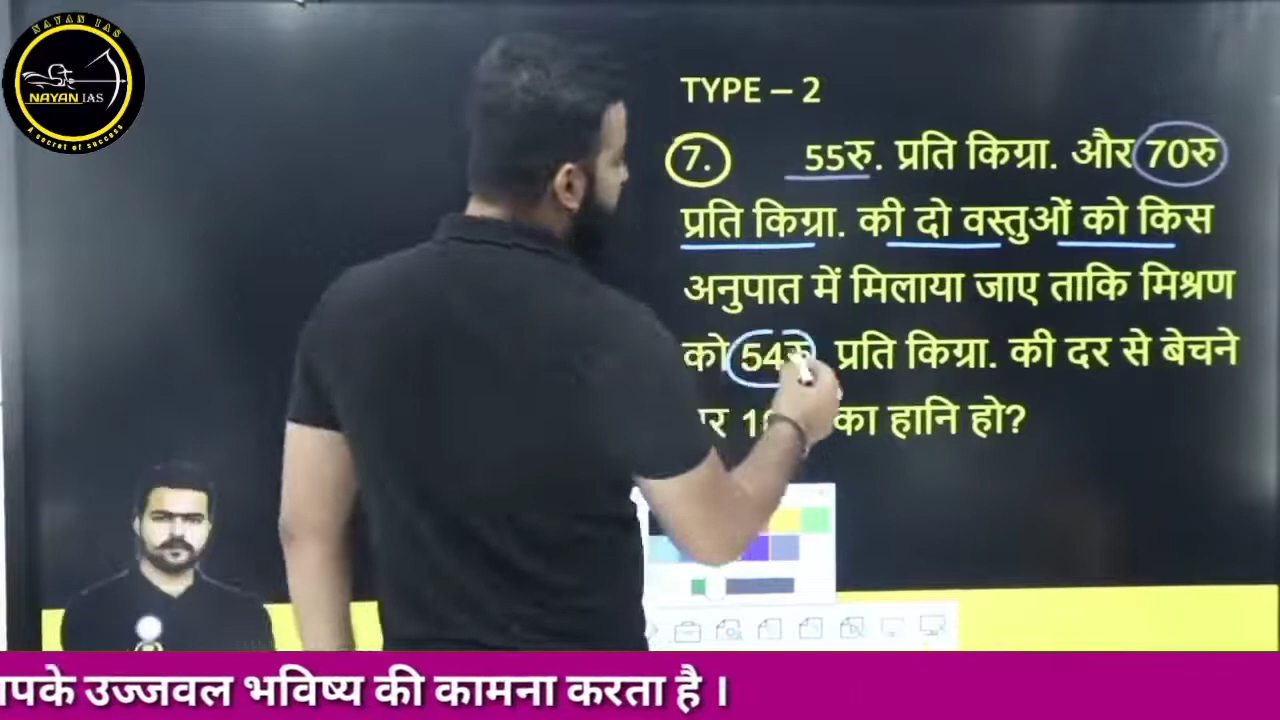 NAYAN IAS
NAYAN IAS
A secret of success
TYPE – 2
7. 55रु. प्रति किग्रा. और 70रु
प्रति किग्रा. की दो वस्तुओं को किस
अनुपात में मिलाया जाए ताकि मिश्रण
को 54रु प्रति किग्रा. की दर से बेचने
का हानि हो?
उज्जवल भविष्य की कामना करता है ।